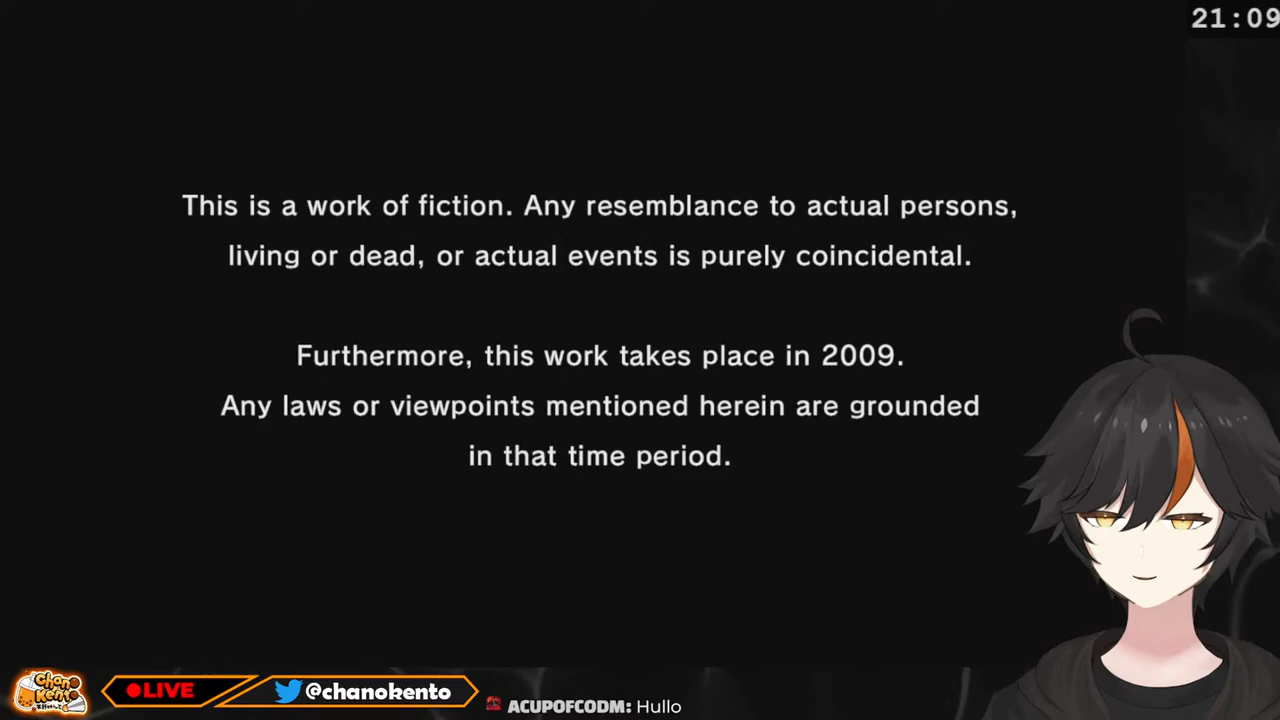 21:09
This is a work of fiction. Any resemblance to actual persons,
living or dead, or actual events is purely coincidental.
Furthermore, this work takes place in 2009.
Any laws or viewpoints mentioned herein are grounded
in that time period.
Chano
Kento
LIVE
@chanokento
ACUPOFCODM: Hullo